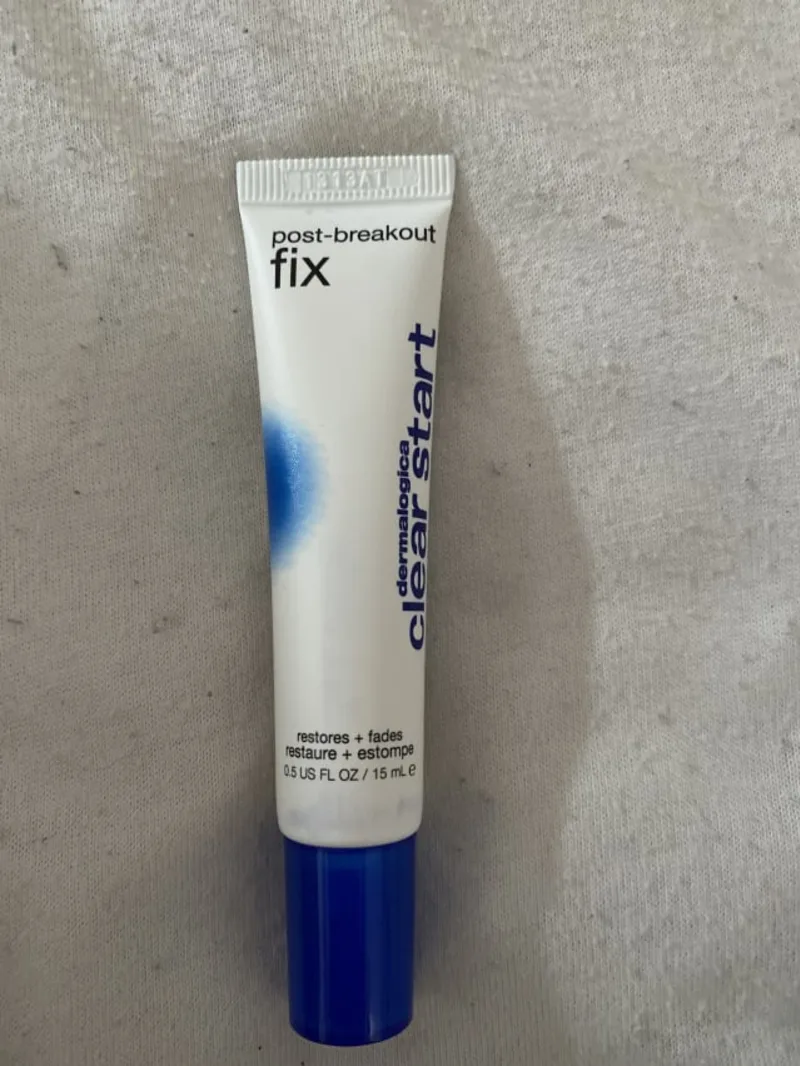 post-breakout
fix
dermalogica
clear start
restores + fades
restaure + estompe
0.5 US FL OZ / 15 mL ℮